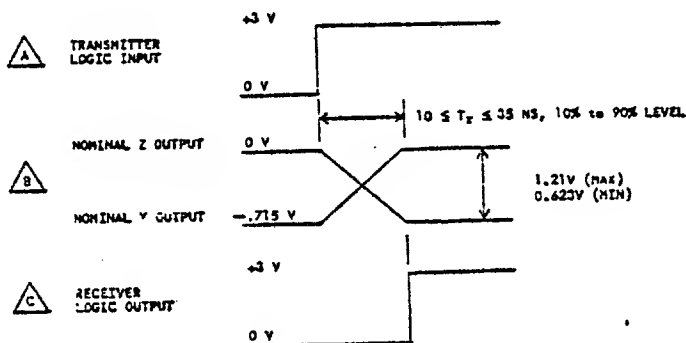 +3 V
A
TRANSMITTER
LOGIC INPUT
0 V
10 ≤ Tr ≤ 35 NS, 10% to 90% LEVEL
NOMINAL Z OUTPUT
0 V
B
1.21V (MAX)
0.623V (MIN)
NOMINAL Y OUTPUT
-.715 V
+3 V
C
RECEIVER
LOGIC OUTPUT
0 V